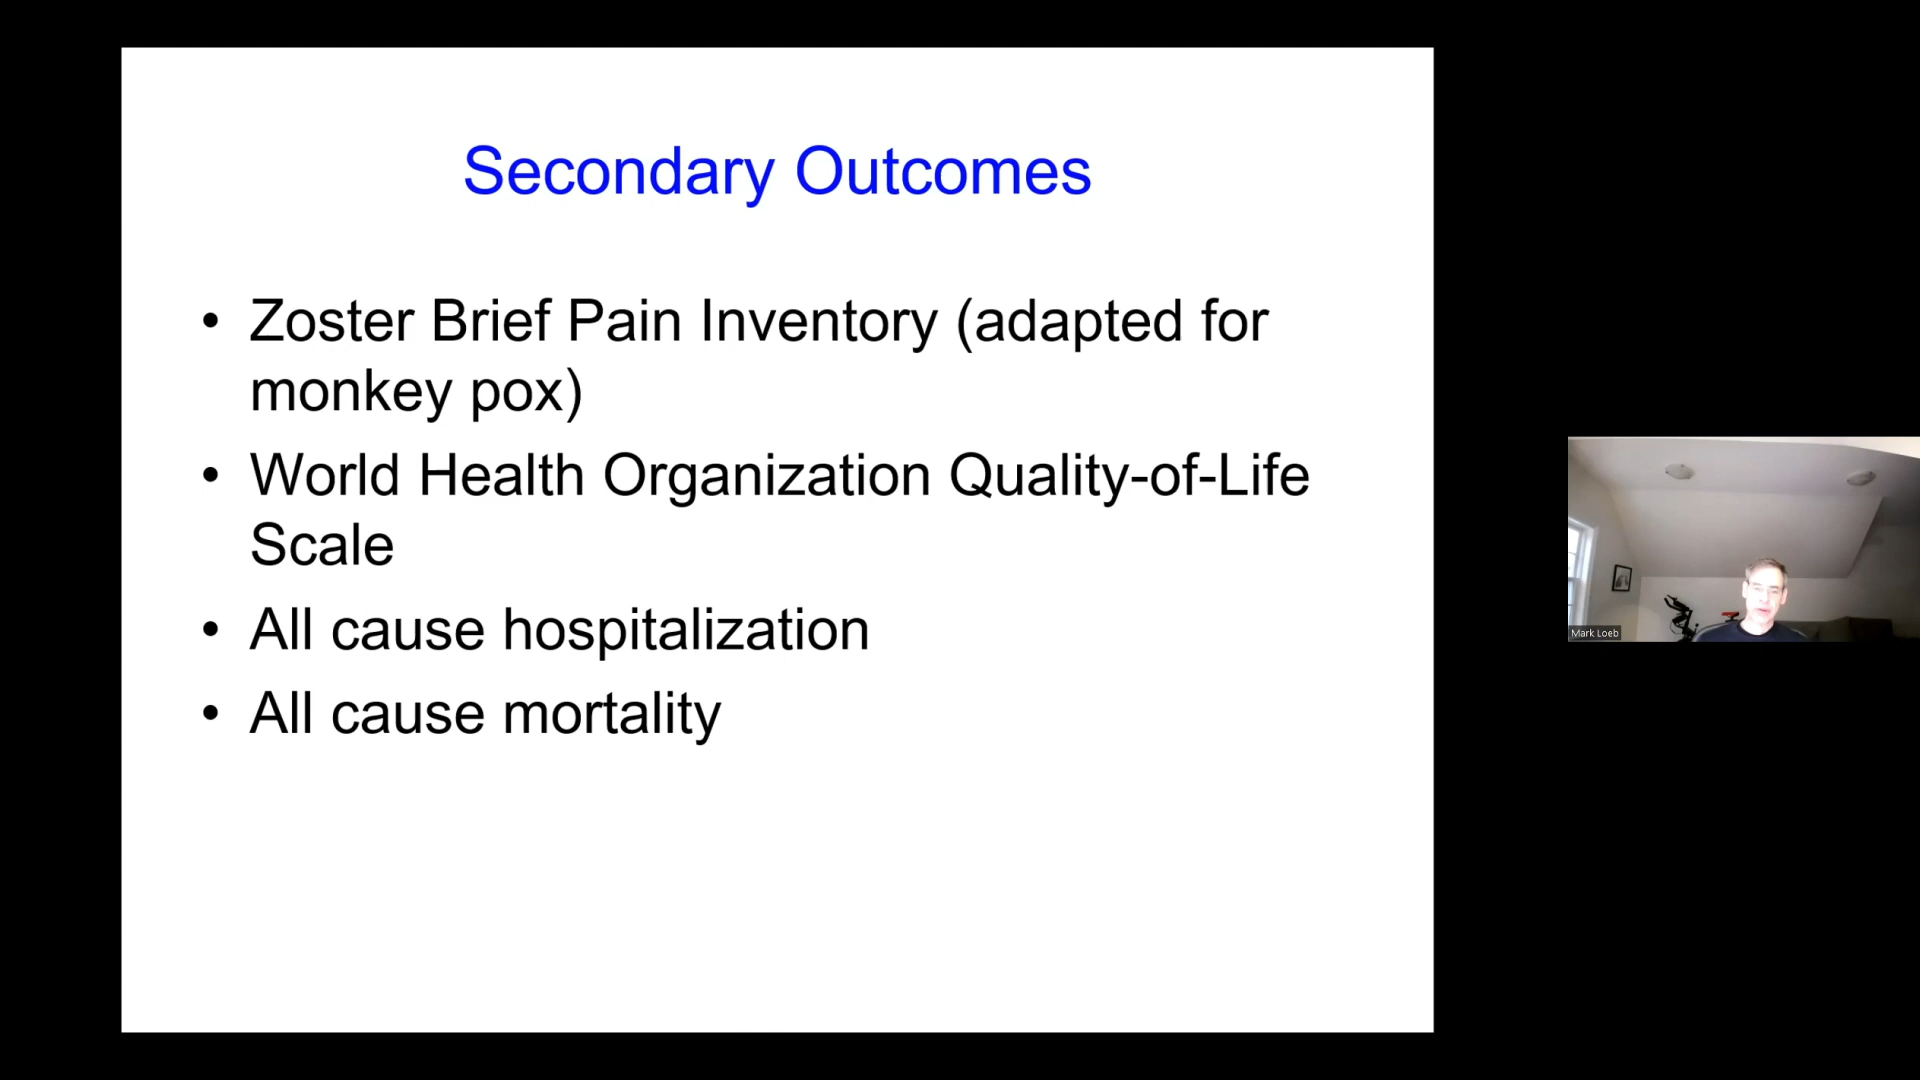 Secondary Outcomes
• Zoster Brief Pain Inventory (adapted for
monkey pox)
• World Health Organization Quality-of-Life
Scale
• All cause hospitalization
• All cause mortality
Mark Loeb